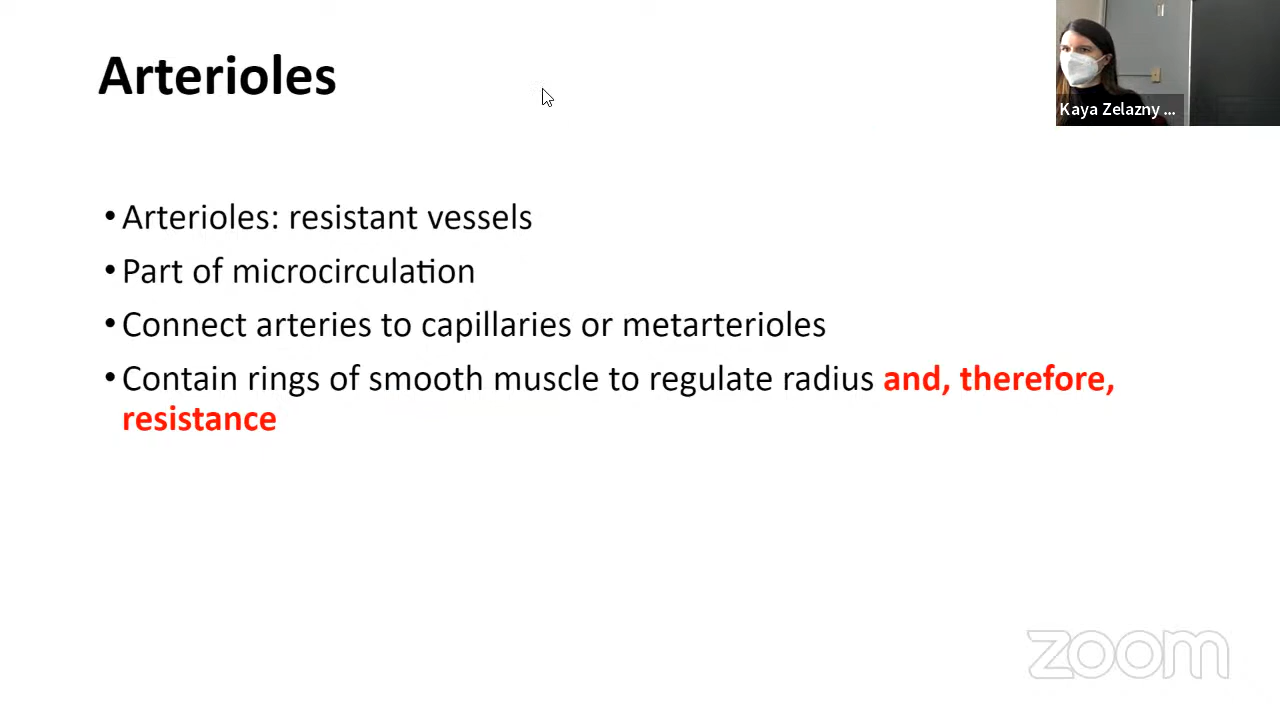 Arterioles
Kaya Zelazny ...
• Arterioles: resistant vessels
• Part of microcirculation
• Connect arteries to capillaries or metarterioles
• Contain rings of smooth muscle to regulate radius and, therefore,
resistance
zoom